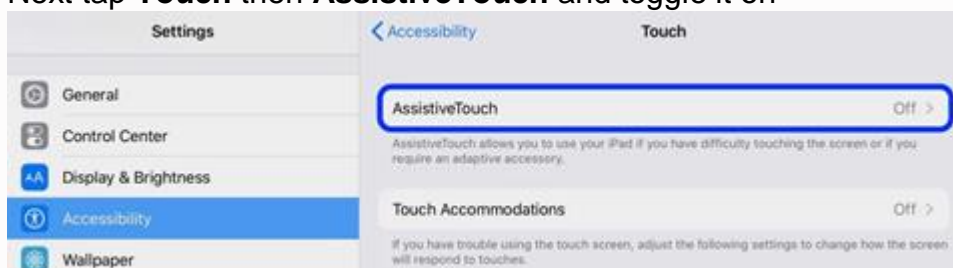 Next tap Touch then AssistiveTouch and toggle it on
Settings
General
Control Center
Display & Brightness
Accessibility
Wallpaper
Accessibility
Touch
AssistiveTouch Off
AssistiveTouch allows you to use your iPad if you have difficulty touching the screen or if you
require an adaptive accessory.
Touch Accommodations Off
If you have trouble using the touch screen, adjust the following settings to change how the screen
will respond to touches.